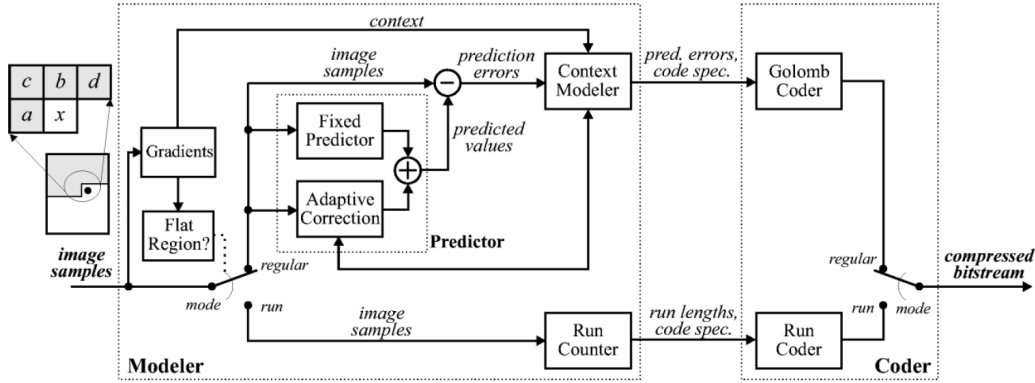 context
image
samples
prediction
errors
pred. errors,
code spec.
c b d
a x
Gradients
Fixed
Predictor
−
Context
Modeler
Golomb
Coder
predicted
values
+
Flat
Region?
Adaptive
Correction
Predictor
image
samples
regular
mode
run
regular
run
mode
compressed
bitstream
image
samples
Run
Counter
run lengths,
code spec.
Run
Coder
Modeler
Coder